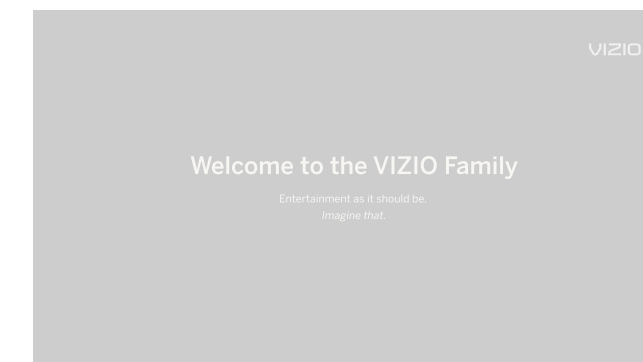 VIZIO
Welcome to the VIZIO Family
Entertainment as it should be.
Imagine that.